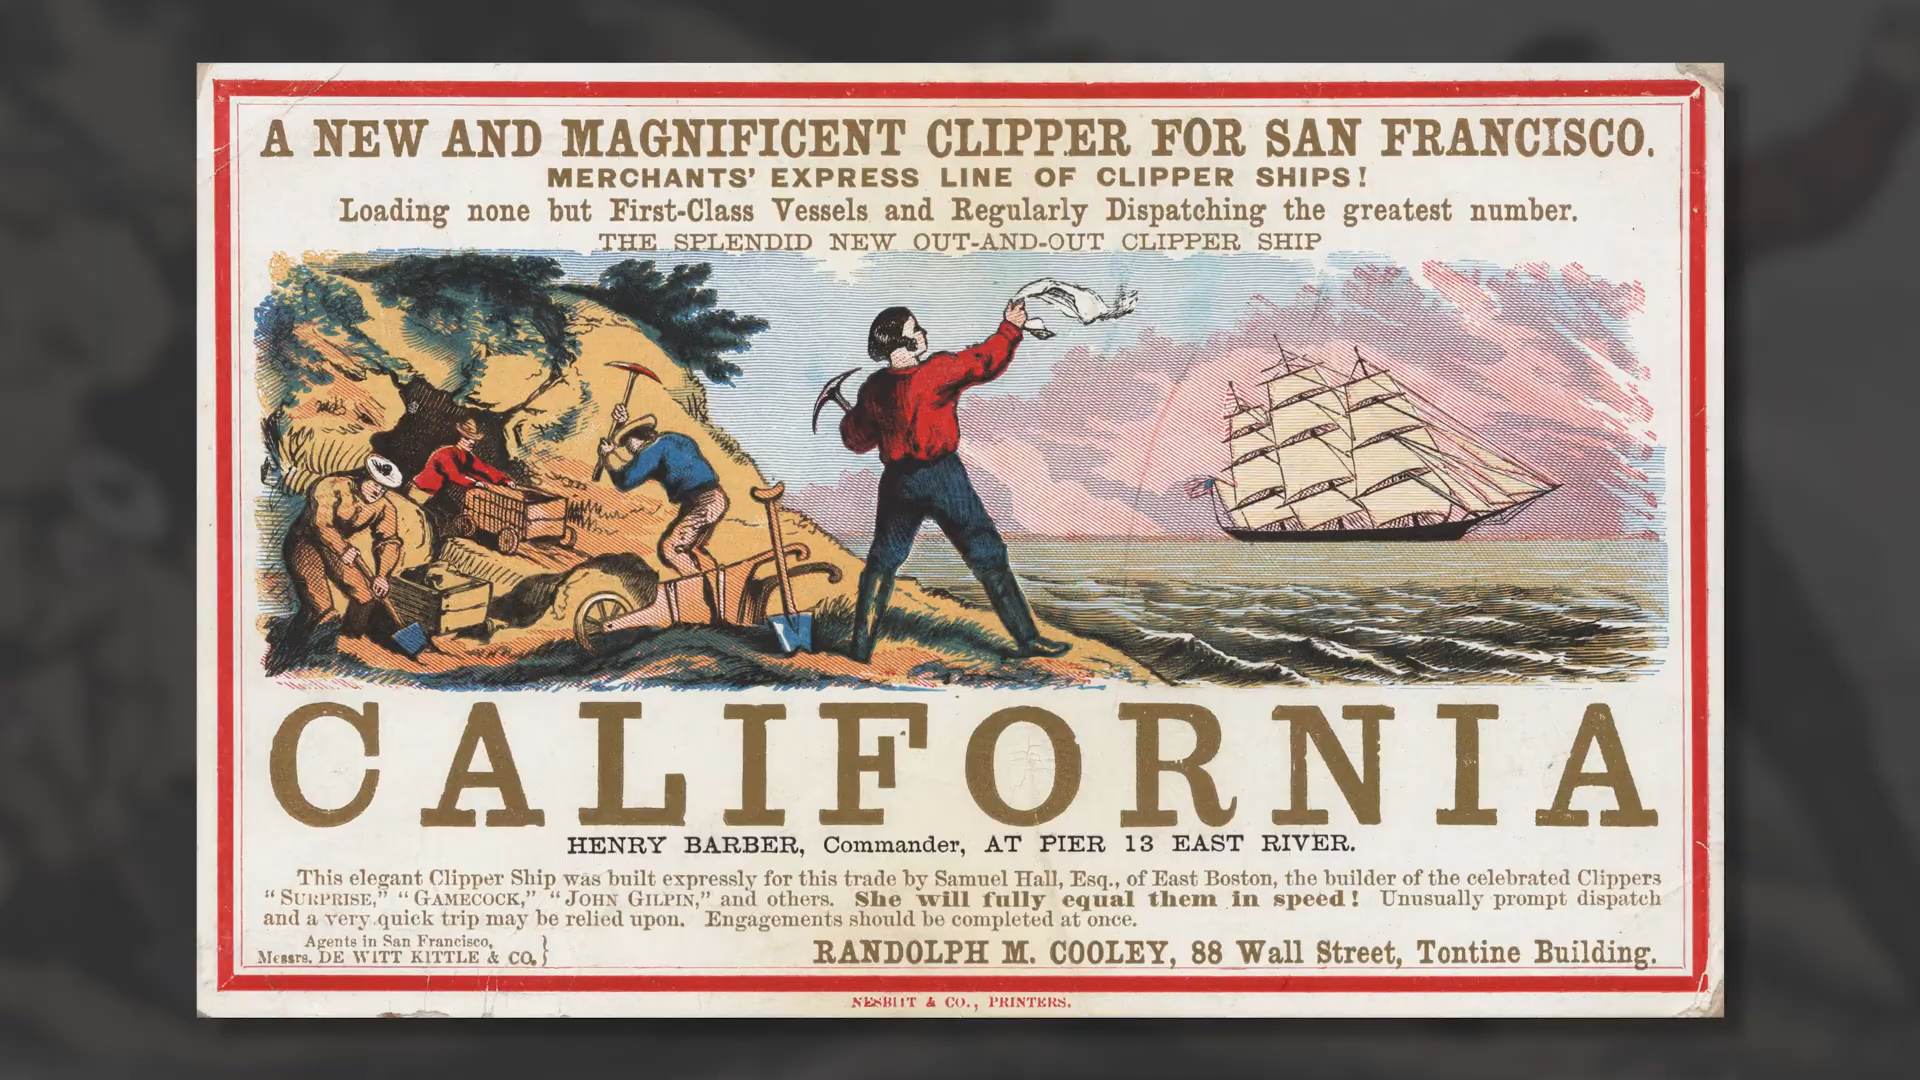 A NEW AND MAGNIFICENT CLIPPER FOR SAN FRANCISCO.
MERCHANTS' EXPRESS LINE OF CLIPPER SHIPS!
Loading none but First-Class Vessels and Regularly Dispatching the greatest number.
THE SPLENDID NEW OUT-AND-OUT CLIPPER SHIP
CALIFORNIA
HENRY BARBER, Commander, AT PIER 13 EAST RIVER.
This elegant Clipper Ship was built expressly for this trade by Samuel Hall, Esq., of East Boston, the builder of the celebrated Clippers
"SURPRISE," "GAMECOCK," "JOHN GILPIN," and others. She will fully equal them in speed! Unusually prompt dispatch
and a very quick trip may be relied upon. Engagements should be completed at once.
Agents in San Francisco,
Messrs. DE WITT KITTLE & CO. }
RANDOLPH M. COOLEY, 88 Wall Street, Tontine Building.
NESBITT & CO., PRINTERS.